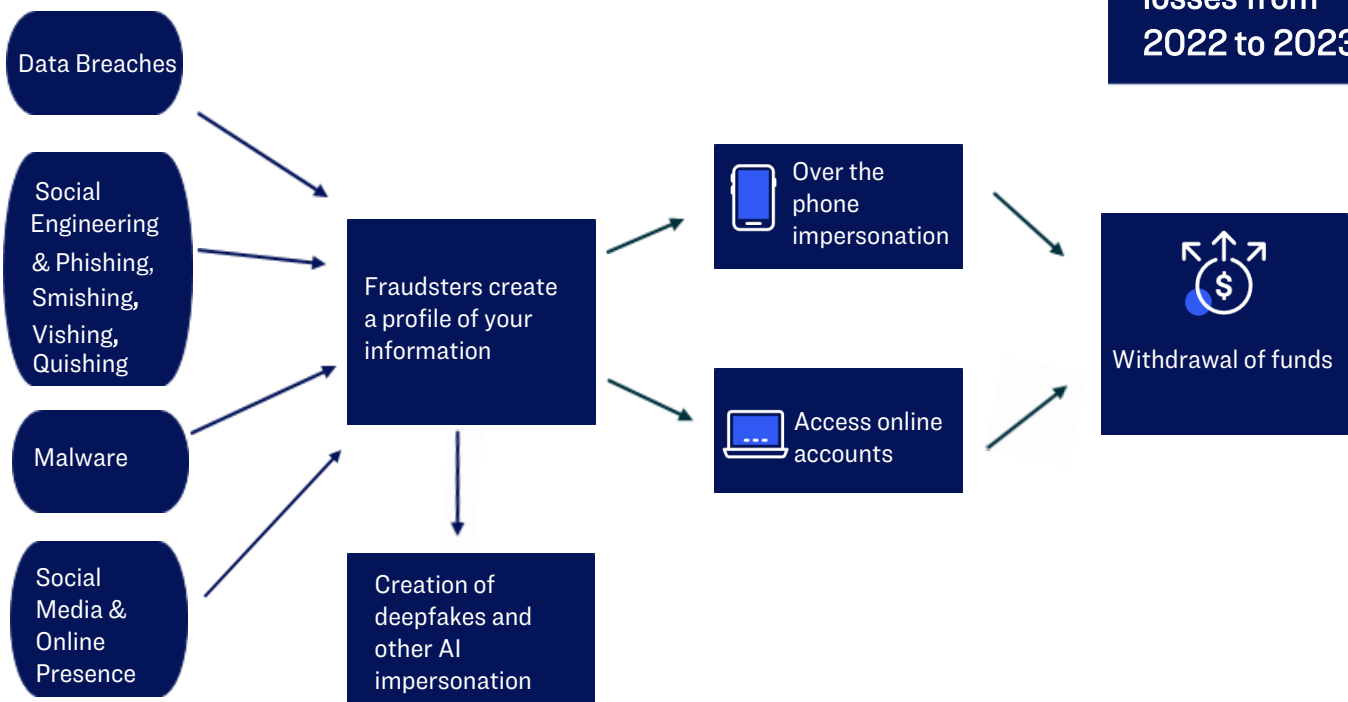 losses from
2022 to 2023
Data Breaches
Social
Engineering
& Phishing,
Smishing,
Vishing,
Quishing
Malware
Social
Media &
Online
Presence
Fraudsters create
a profile of your
information
Creation of
deepfakes and
other AI
impersonation
Over the
phone
impersonation
Access online
accounts
$
Withdrawal of funds